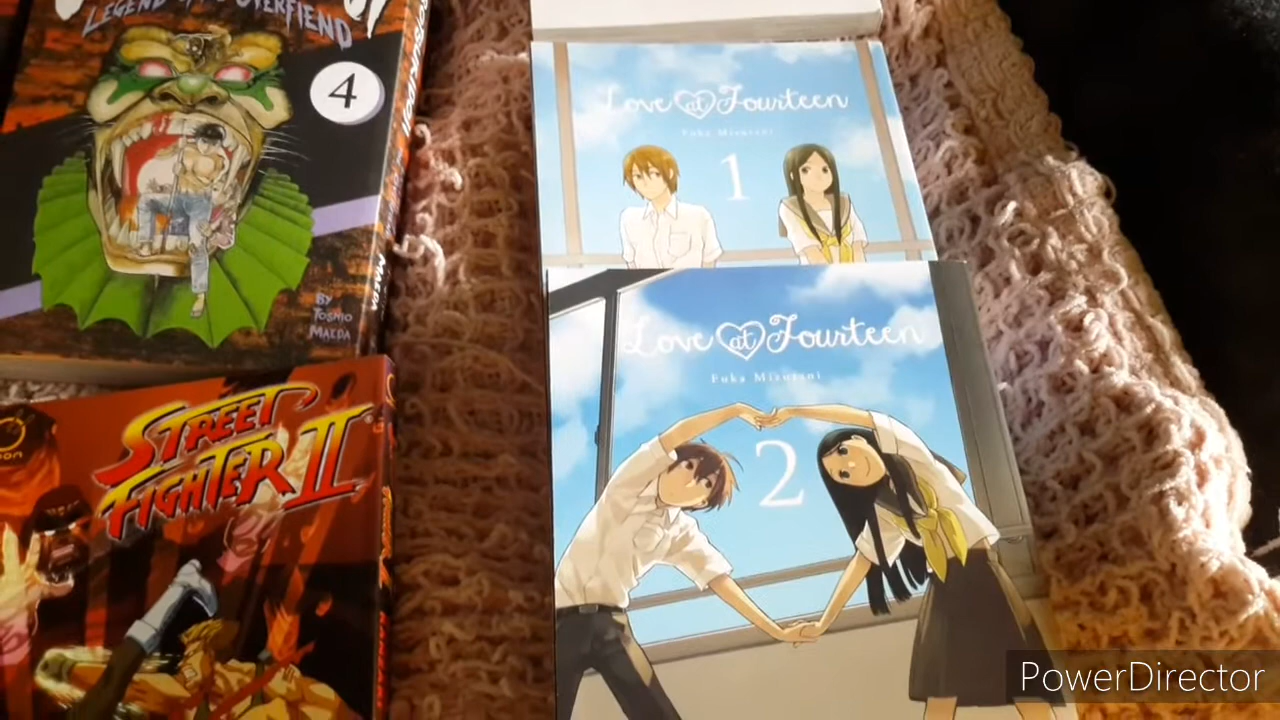 LEGEND OF THE OVERFIEND
4
BY
TOSHIO
MAEDA
MAEDA
STREET
FIGHTER II
Love at Fourteen
Fuka Mizutani
1
Love at Fourteen
Fuka Mizutani
2
PowerDirector